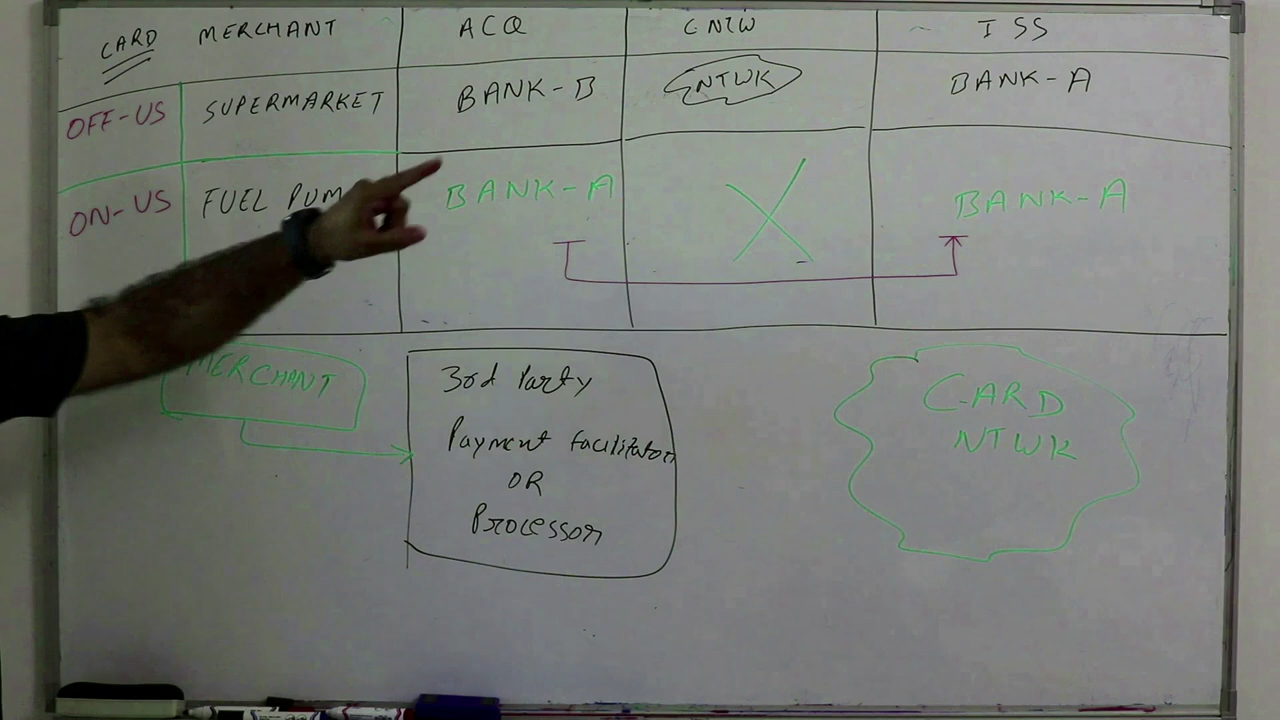 CARD MERCHANT ACQ CNTW ISS
OFF-US SUPERMARKET BANK-B NTWK BANK-A
ON-US FUEL PUM BANK-A X BANK-A
MERCHANT
3rd Party
Payment Facilitator
OR
Processor
CARD
NTWK